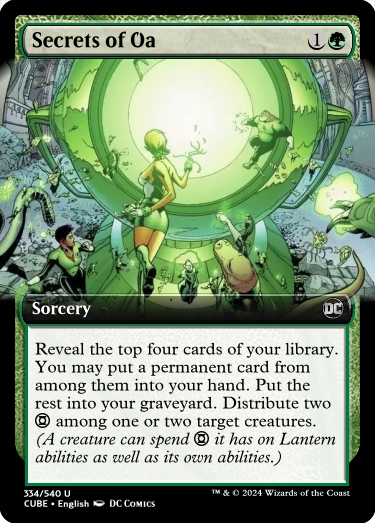 Secrets of Oa 1
Sorcery DC
Reveal the top four cards of your library.
You may put a permanent card from
among them into your hand. Put the
rest into your graveyard. Distribute two
among one or two target creatures.
(A creature can spend it has on Lantern
abilities as well as its own abilities.)
334/540 U ™ & © 2024 Wizards of the Coast
CUBE • English DC COMICS